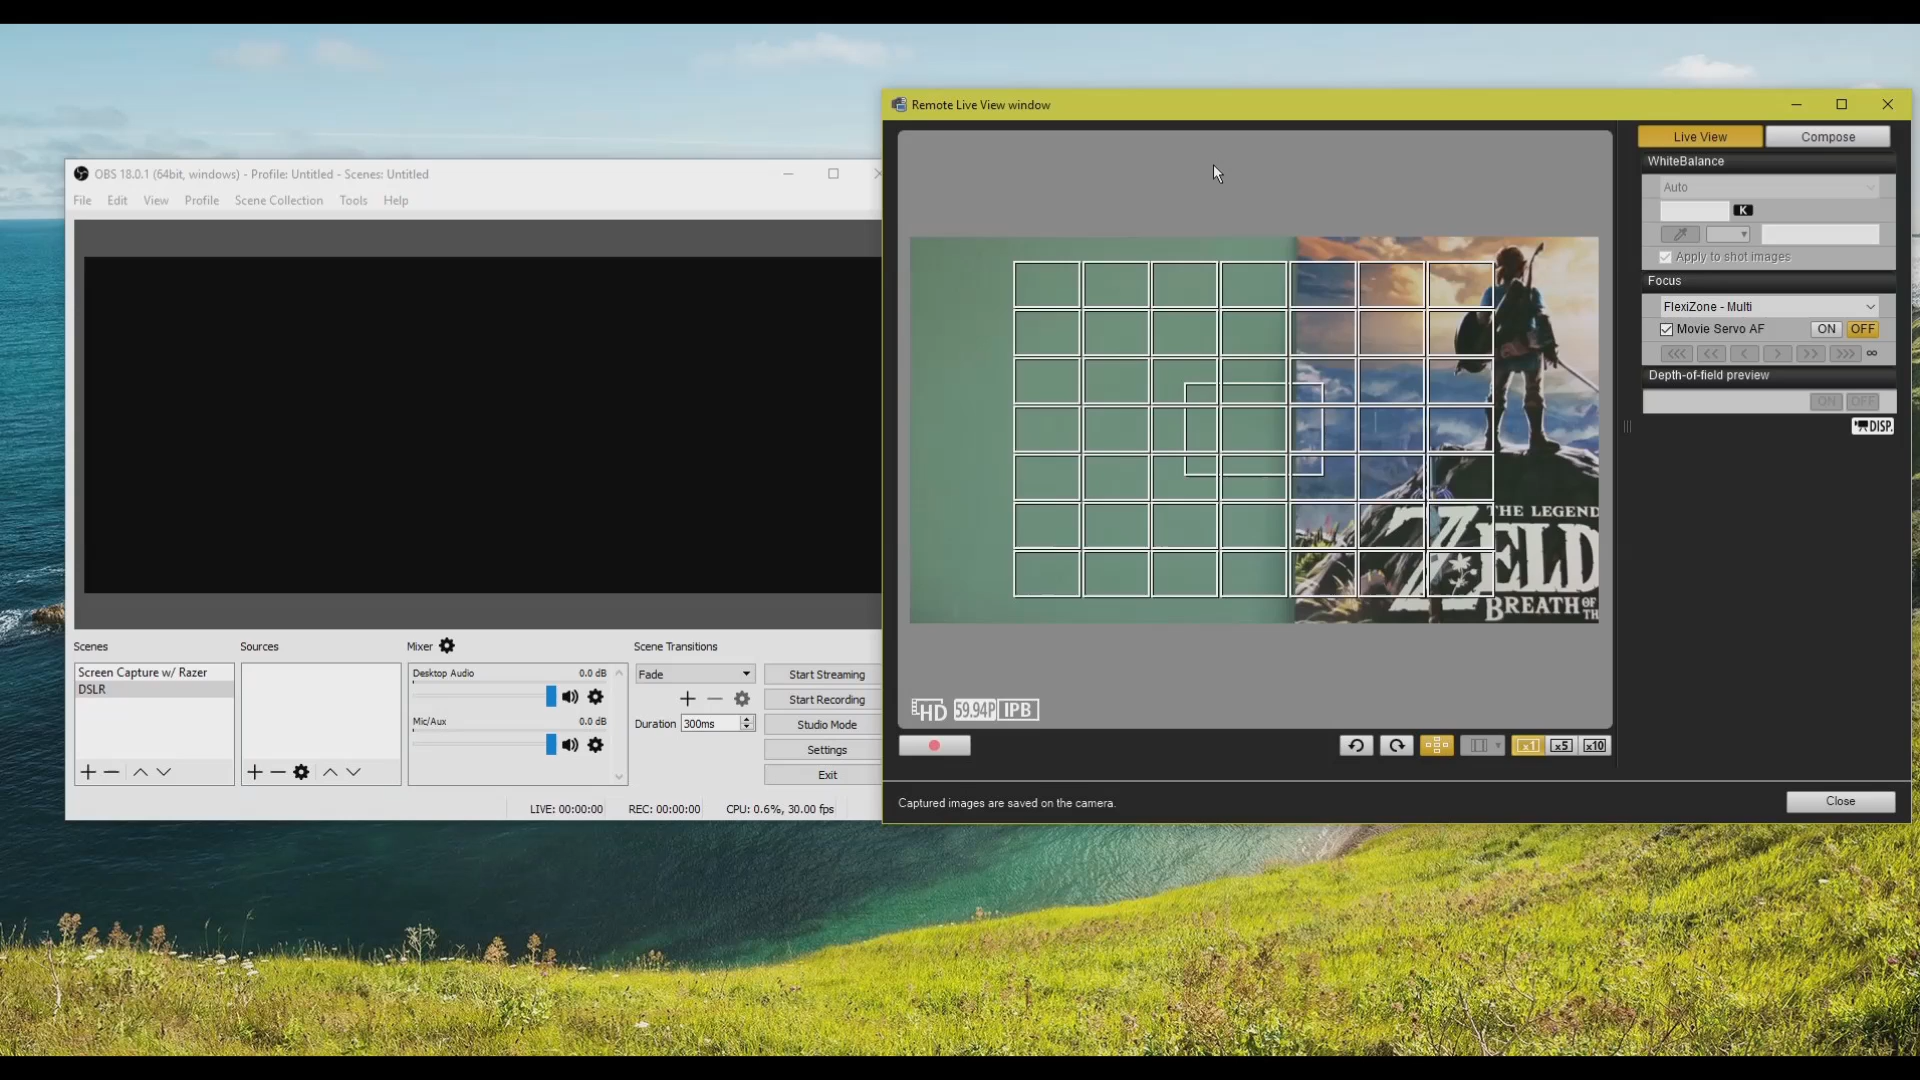 Remote Live View window
OBS 18.0.1 (64bit, windows) - Profile: Untitled - Scenes: Untitled
File Edit View Profile Scene Collection Tools Help
Live View Compose
WhiteBalance
Auto
K
Apply to shot images
Focus
FlexiZone - Multi
Movie Servo AF ON OFF
<<< << < > >> >>> ∞
Depth-of-field preview
ON OFF
DISP.
THE LEGEND
ZELD
BREATH OF
TH
HD 59.94P IPB
x1 x5 x10
Captured images are saved on the camera.
Close
Scenes
Screen Capture w/ Razer
DSLR
Sources
Mixer
Desktop Audio 0.0 dB
Mic/Aux 0.0 dB
Scene Transitions
Fade
Duration 300ms
Start Streaming
Start Recording
Studio Mode
Settings
Exit
LIVE: 00:00:00 REC: 00:00:00 CPU: 0.6%, 30.00 fps